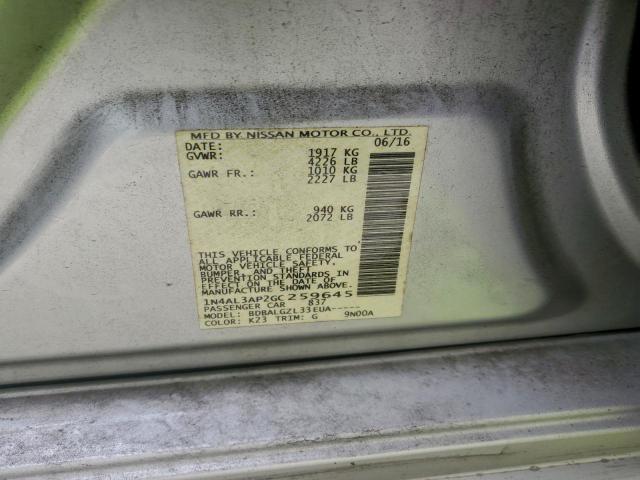 MFD BY NISSAN MOTOR CO., LTD.
DATE: 06/16
GVWR: 1917 KG
4226 LB
GAWR FR.: 1010 KG
2227 LB
GAWR RR.: 940 KG
2072 LB
THIS VEHICLE CONFORMS TO
ALL APPLICABLE FEDERAL
MOTOR VEHICLE SAFETY,
BUMPER, AND THEFT
PREVENTION STANDARDS IN
EFFECT ON THE DATE OF
MANUFACTURE SHOWN ABOVE.
1N4AL3AP2GC259645
PASSENGER CAR 837
MODEL: BDBALGZL33EUA-----
COLOR: K23 TRIM: G 9N00A